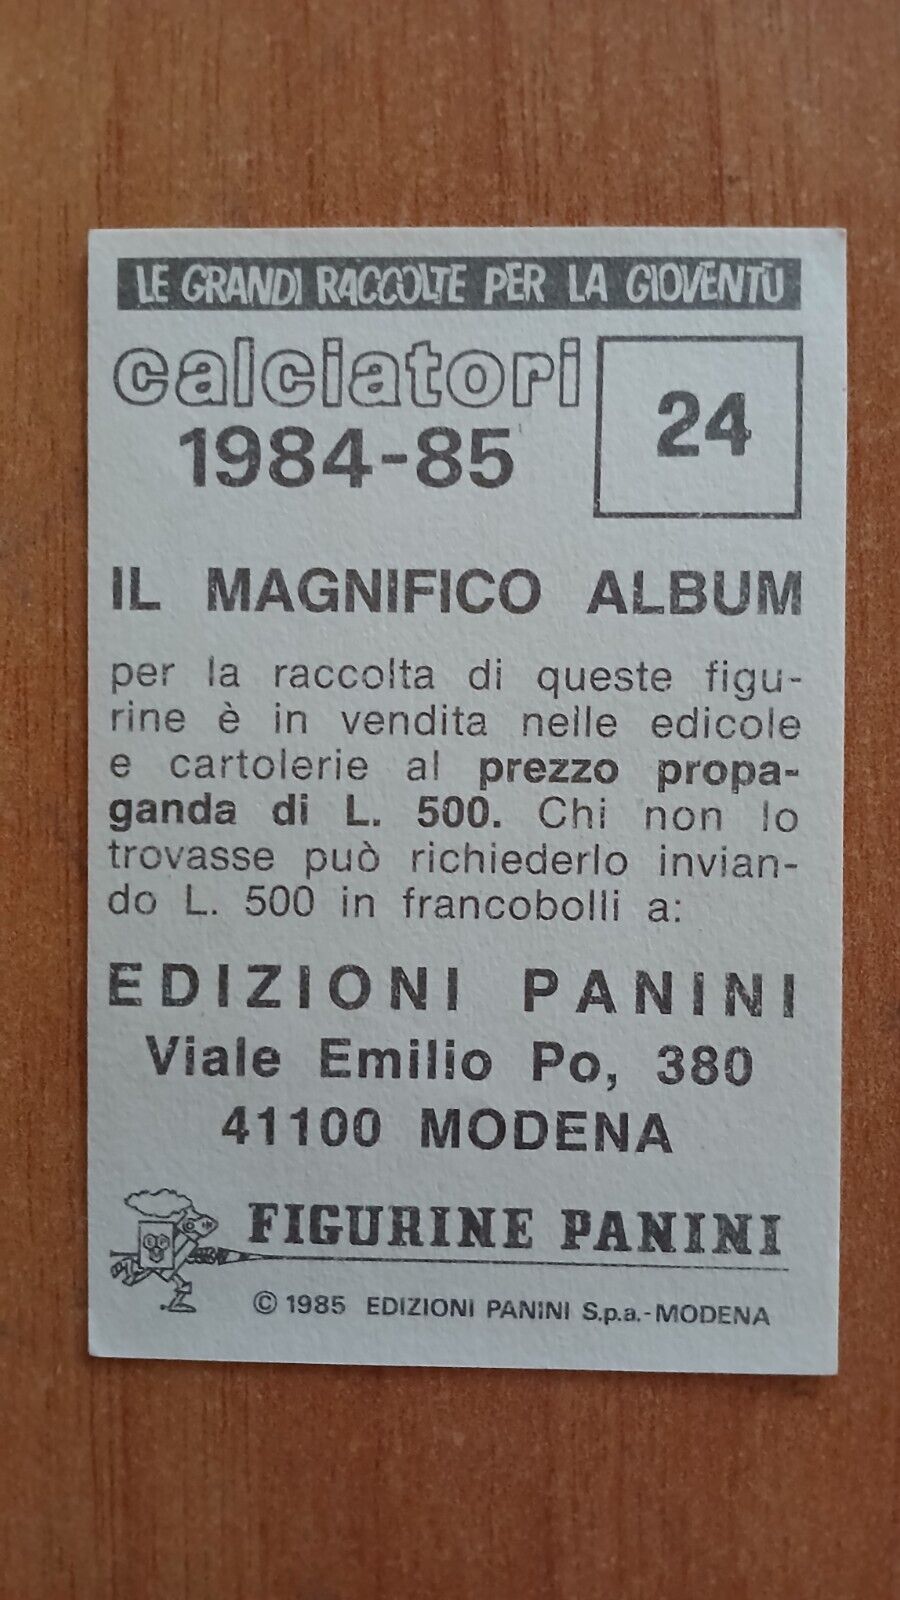 LE GRANDI RACCOLTE PER LA GIOVENTÙ
calciatori
1984-85
24
IL MAGNIFICO ALBUM
per la raccolta di queste figu-
rine è in vendita nelle edicole
e cartolerie al prezzo propa-
ganda di L. 500. Chi non lo
trovasse può richiederlo invian-
do L. 500 in francobolli a:
EDIZIONI PANINI
Viale Emilio Po, 380
41100 MODENA
FIGURINE PANINI
© 1985 EDIZIONI PANINI S.p.a.-MODENA